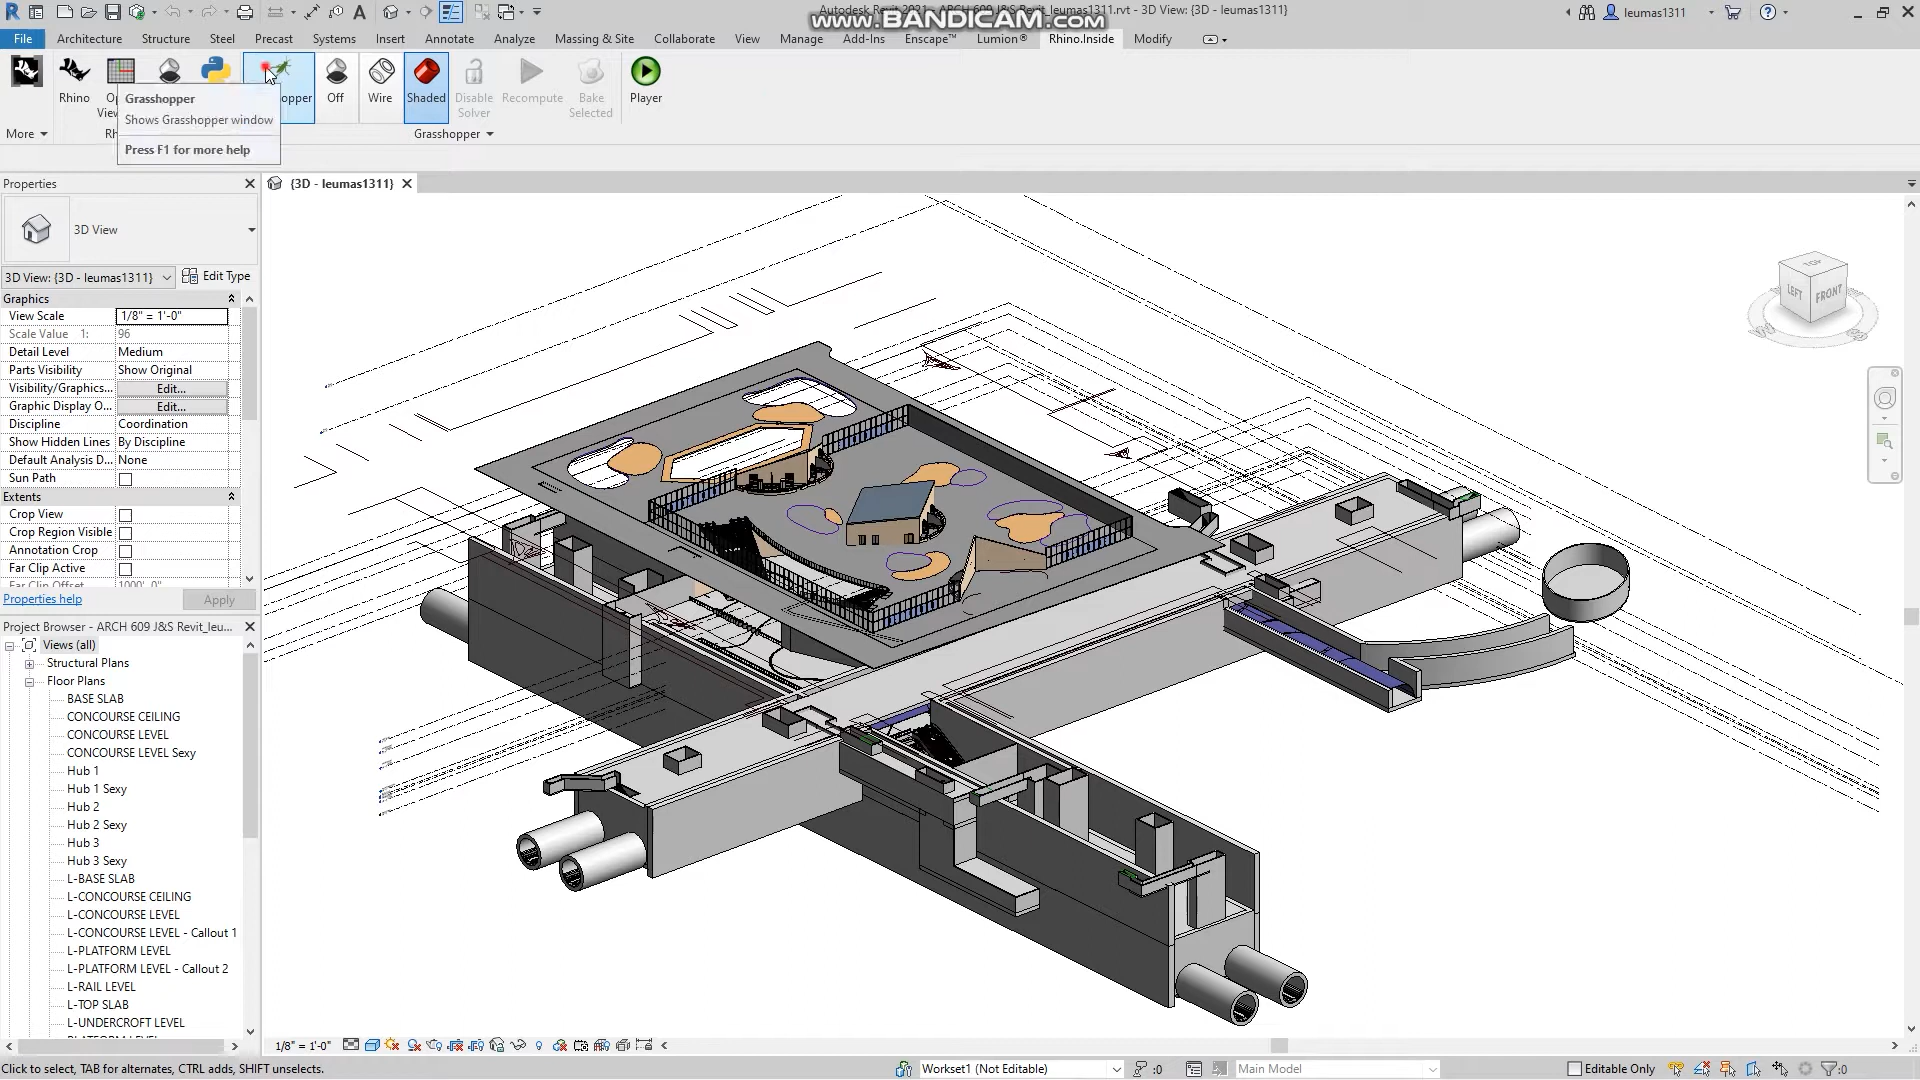 Autodesk Revit 2021 - ARCH 609 J&S Revit_leumas1311.rvt - 3D View: {3D - leumas1311}
www.BANDICAM.com
leumas1311
File
Architecture
Structure
Steel
Precast
Systems
Insert
Annotate
Analyze
Massing & Site
Collaborate
View
Manage
Add-Ins
Enscape™
Lumion®
Rhino.Inside
Modify
Rhino
Off
Wire
Shaded
Disable
Solver
Recompute
Bake
Selected
Player
More
Grasshopper
Grasshopper
Shows Grasshopper window
Press F1 for more help
Properties
{3D - leumas1311}
3D View
3D View: {3D - leumas1311}
Edit Type
Graphics
View Scale 1/8" = 1'-0"
Scale Value 1: 96
Detail Level Medium
Parts Visibility Show Original
Visibility/Graphics... Edit...
Graphic Display O... Edit...
Discipline Coordination
Show Hidden Lines By Discipline
Default Analysis D... None
Sun Path
Extents
Crop View
Crop Region Visible
Annotation Crop
Far Clip Active
Far Clip Offset 1000' 0"
Properties help
Apply
Project Browser - ARCH 609 J&S Revit_leu...
Views (all)
Structural Plans
Floor Plans
BASE SLAB
CONCOURSE CEILING
CONCOURSE LEVEL
CONCOURSE LEVEL Sexy
Hub 1
Hub 1 Sexy
Hub 2
Hub 2 Sexy
Hub 3
Hub 3 Sexy
L-BASE SLAB
L-CONCOURSE CEILING
L-CONCOURSE LEVEL
L-CONCOURSE LEVEL - Callout 1
L-PLATFORM LEVEL
L-PLATFORM LEVEL - Callout 2
L-RAIL LEVEL
L-TOP SLAB
L-UNDERCROFT LEVEL
TOP
LEFT
FRONT
1/8" = 1'-0"
Click to select, TAB for alternates, CTRL adds, SHIFT unselects.
Workset1 (Not Editable)
:0
Main Model
Editable Only
:0